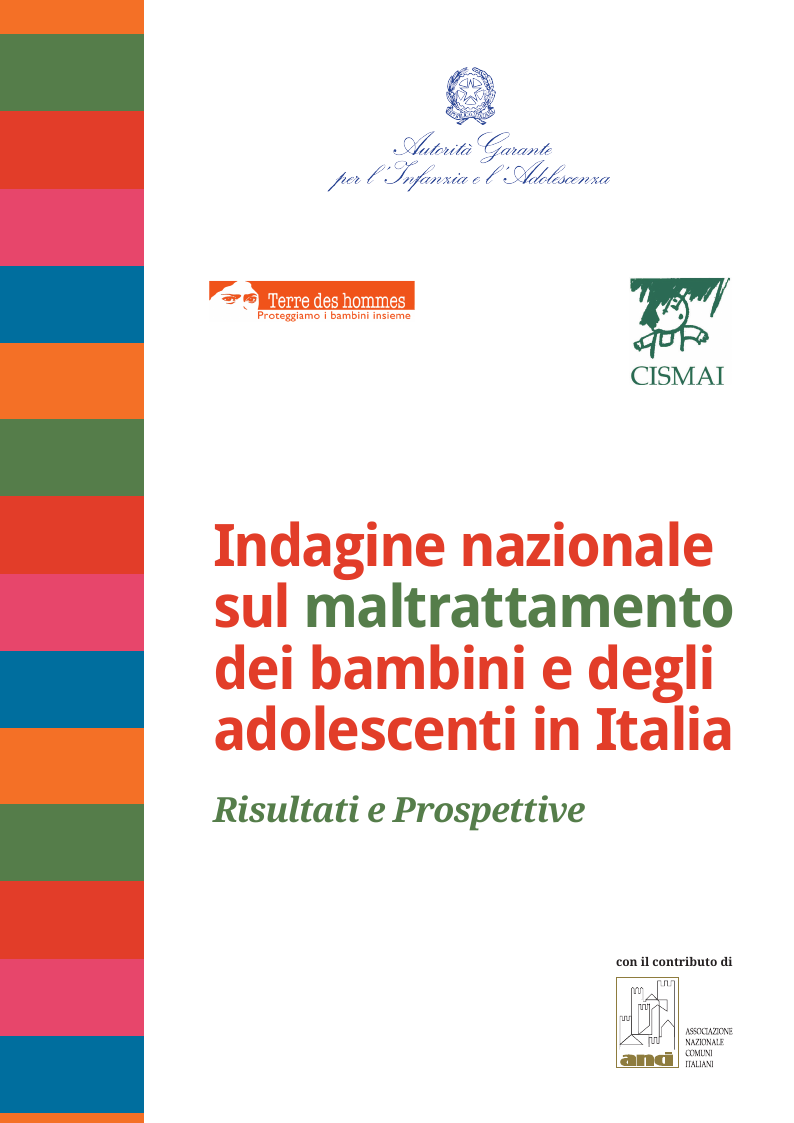 Autorità Garante
per l'Infanzia e l'Adolescenza
Terre des hommes
Proteggiamo i bambini insieme
CISMAI
Indagine nazionale
sul maltrattamento
dei bambini e degli
adolescenti in Italia
Risultati e Prospettive
con il contributo di
anci
ASSOCIAZIONE
NAZIONALE
COMUNI
ITALIANI